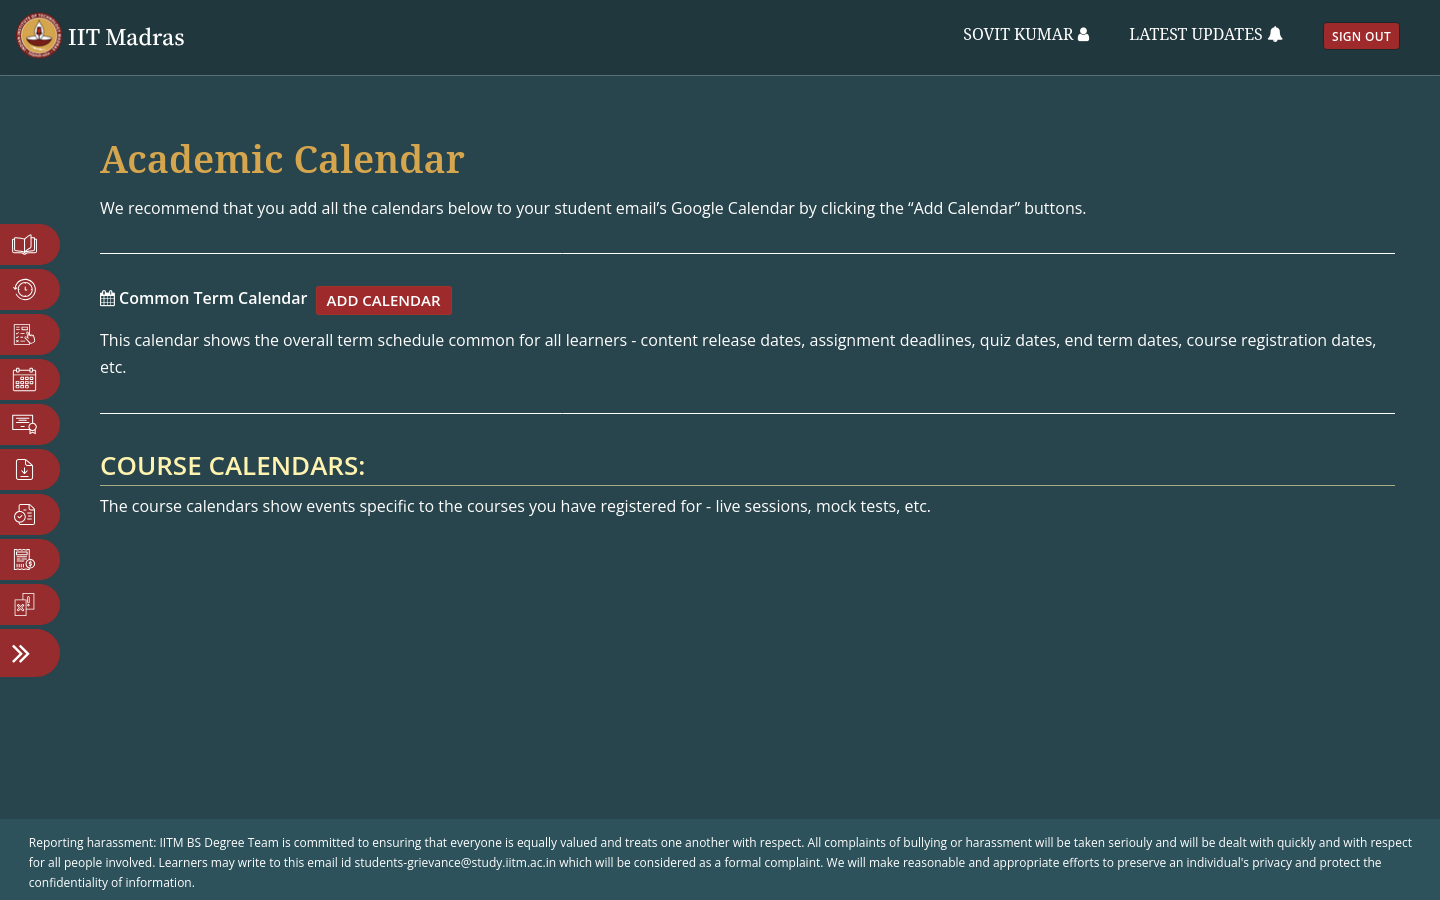 IIT Madras
SOVIT KUMAR
LATEST UPDATES
SIGN OUT
Academic Calendar
We recommend that you add all the calendars below to your student email’s Google Calendar by clicking the “Add Calendar” buttons.
Common Term Calendar
ADD CALENDAR
This calendar shows the overall term schedule common for all learners - content release dates, assignment deadlines, quiz dates, end term dates, course registration dates,
etc.
COURSE CALENDARS:
The course calendars show events specific to the courses you have registered for - live sessions, mock tests, etc.
Reporting harassment: IITM BS Degree Team is committed to ensuring that everyone is equally valued and treats one another with respect. All complaints of bullying or harassment will be taken seriouly and will be dealt with quickly and with respect
for all people involved. Learners may write to this email id students-grievance@study.iitm.ac.in which will be considered as a formal complaint. We will make reasonable and appropriate efforts to preserve an individual's privacy and protect the
confidentiality of information.